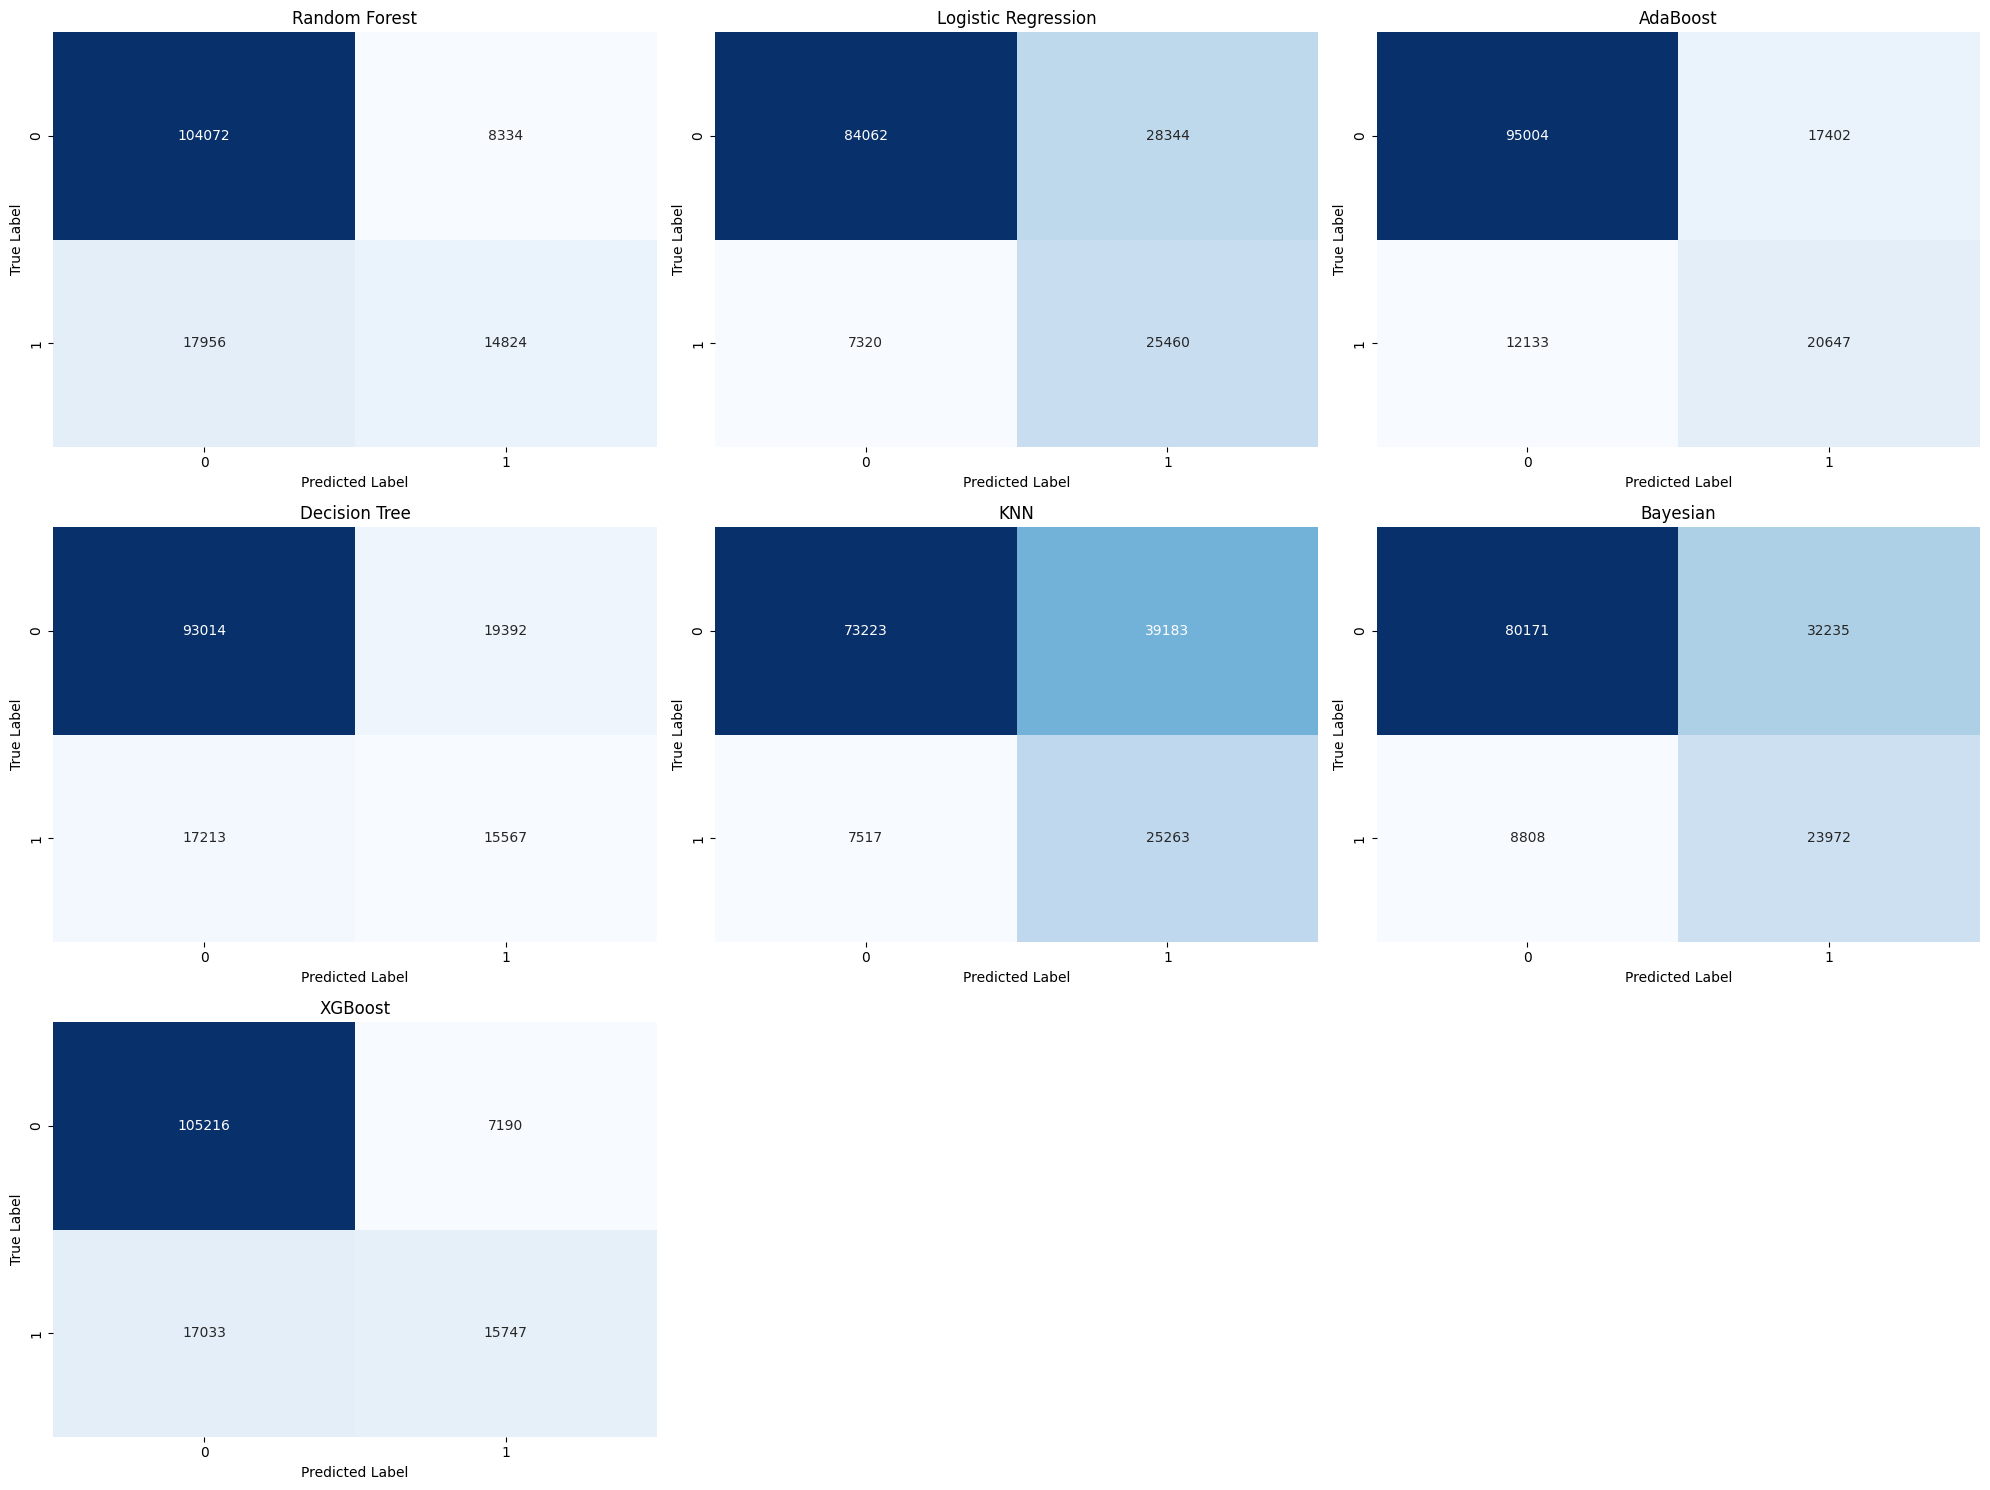 Random Forest
0
104072
8334
1
17956
14824
True Label
0
1
Predicted Label
Logistic Regression
0
84062
28344
1
7320
25460
True Label
0
1
Predicted Label
AdaBoost
0
95004
17402
1
12133
20647
True Label
0
1
Predicted Label
Decision Tree
0
93014
19392
1
17213
15567
True Label
0
1
Predicted Label
KNN
0
73223
39183
1
7517
25263
True Label
0
1
Predicted Label
Bayesian
0
80171
32235
1
8808
23972
True Label
0
1
Predicted Label
XGBoost
0
105216
7190
1
17033
15747
True Label
0
1
Predicted Label